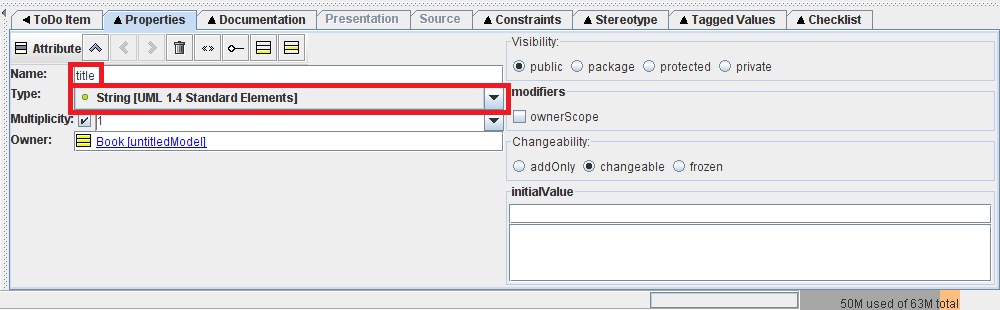 ToDo Item Properties Documentation Presentation Source Constraints Stereotype Tagged Values Checklist
Attribute
Name: title
Type: String [UML 1.4 Standard Elements]
Multiplicity: 1
Owner: Book [untitledModel]
Visibility:
public package protected private
modifiers
ownerScope
Changeability:
addOnly changeable frozen
initialValue
50M used of 63M total